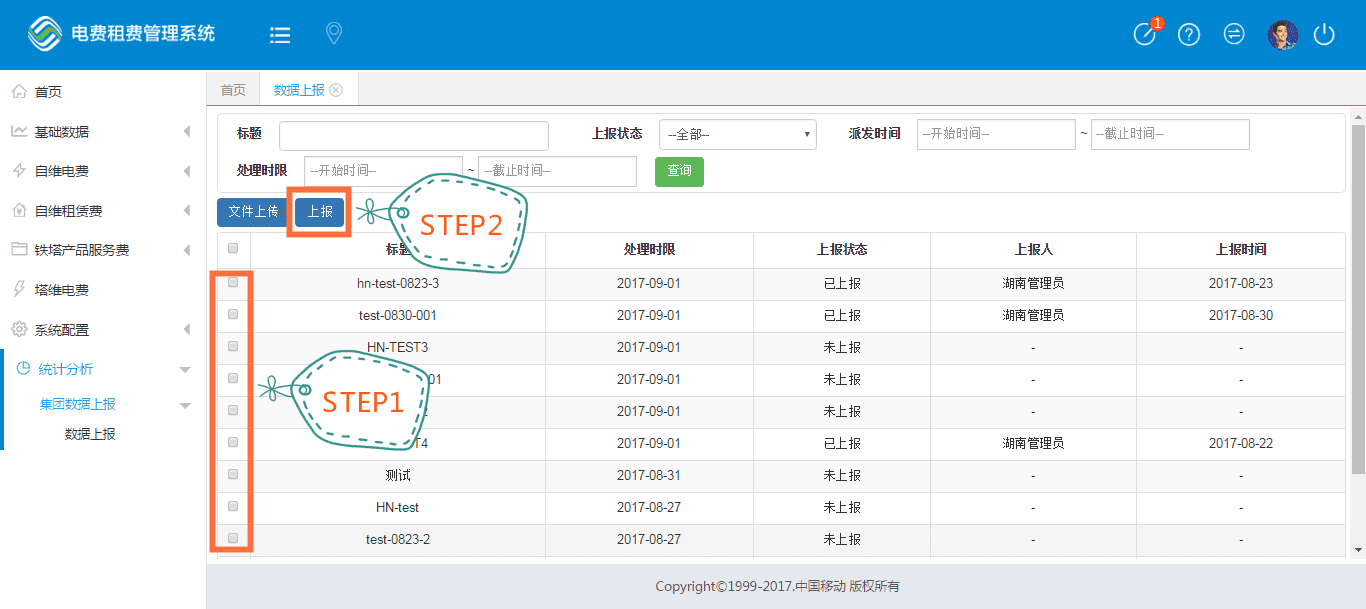 电费租费管理系统
1
首页
基础数据
自维电费
自维租赁费
铁塔产品服务费
塔维电费
系统配置
统计分析
集团数据上报
数据上报
首页 数据上报
标题 上报状态 --全部-- 派发时间 --开始时间-- ~ --截止时间--
处理时限 --开始时间-- ~ --截止时间-- 查询
文件上传 上报 STEP2
处理时限 上报状态 上报人 上报时间
hn-test-0823-3 2017-09-01 已上报 湖南管理员 2017-08-23
test-0830-001 2017-09-01 已上报 湖南管理员 2017-08-30
HN-TEST3 2017-09-01 未上报 - -
01 2017-09-01 未上报 - -
STEP1 2017-09-01 未上报 - -
T4 2017-09-01 已上报 湖南管理员 2017-08-22
测试 2017-08-31 未上报 - -
HN-test 2017-08-27 未上报 - -
test-0823-2 2017-08-27 未上报 - -
Copyright©1999-2017.中国移动 版权所有